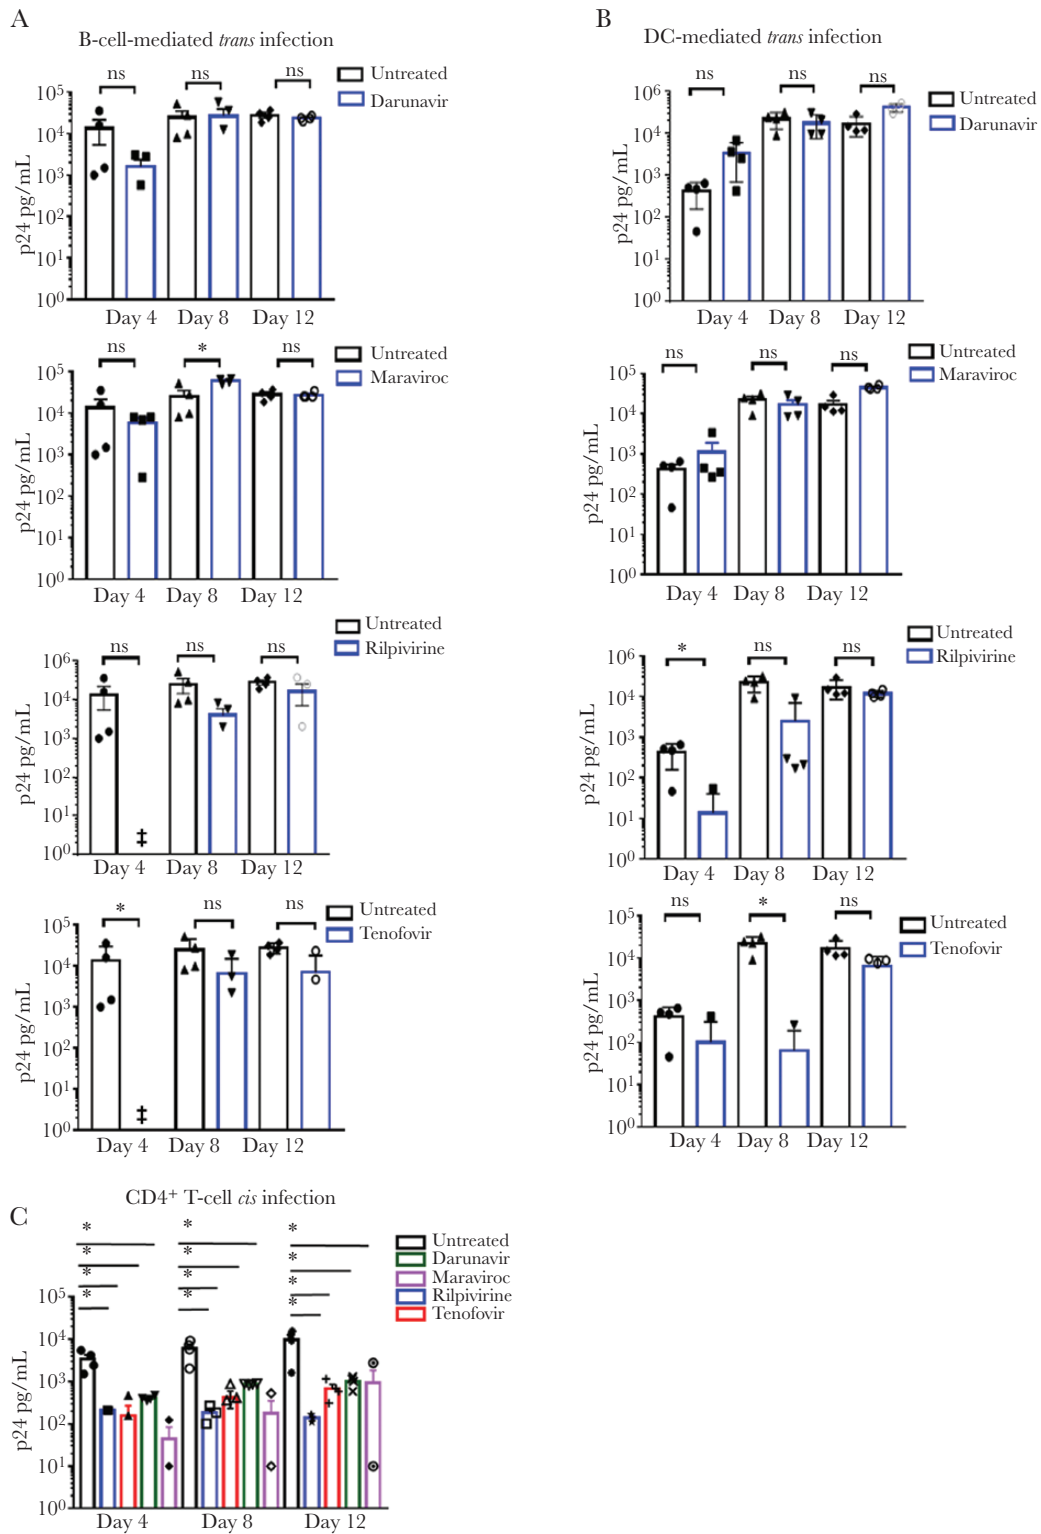 A
B-cell-mediated trans infection
ns
ns
ns
Untreated
Darunavir
p24 pg/mL
10⁵
10⁴
10³
10²
10¹
10⁰
Day 4 Day 8 Day 12
ns
*
ns
Untreated
Maraviroc
p24 pg/mL
10⁵
10⁴
10³
10²
10¹
10⁰
Day 4 Day 8 Day 12
ns
ns
ns
Untreated
Rilpivirine
p24 pg/mL
10⁶
10⁴
10³
10²
10¹
10⁰
‡
Day 4 Day 8 Day 12
*
ns
ns
Untreated
Tenofovir
p24 pg/mL
10⁵
10⁴
10³
10²
10¹
10⁰
‡
Day 4 Day 8 Day 12
B
DC-mediated trans infection
ns
ns
ns
Untreated
Darunavir
p24 pg/mL
10⁶
10⁴
10³
10²
10¹
10⁰
Day 4 Day 8 Day 12
ns
ns
ns
Untreated
Maraviroc
p24 pg/mL
10⁵
10⁴
10³
10²
10¹
10⁰
Day 4 Day 8 Day 12
*
ns
ns
Untreated
Rilpivirine
p24 pg/mL
10⁶
10⁴
10³
10²
10¹
10⁰
Day 4 Day 8 Day 12
ns
*
ns
Untreated
Tenofovir
p24 pg/mL
10⁵
10⁴
10³
10²
10¹
10⁰
Day 4 Day 8 Day 12
C
CD4⁺ T-cell cis infection
* * *
* * *
* * *
* * *
Untreated
Darunavir
Maraviroc
Rilpivirine
Tenofovir
p24 pg/mL
10⁵
10⁴
10³
10²
10¹
10⁰
Day 4 Day 8 Day 12